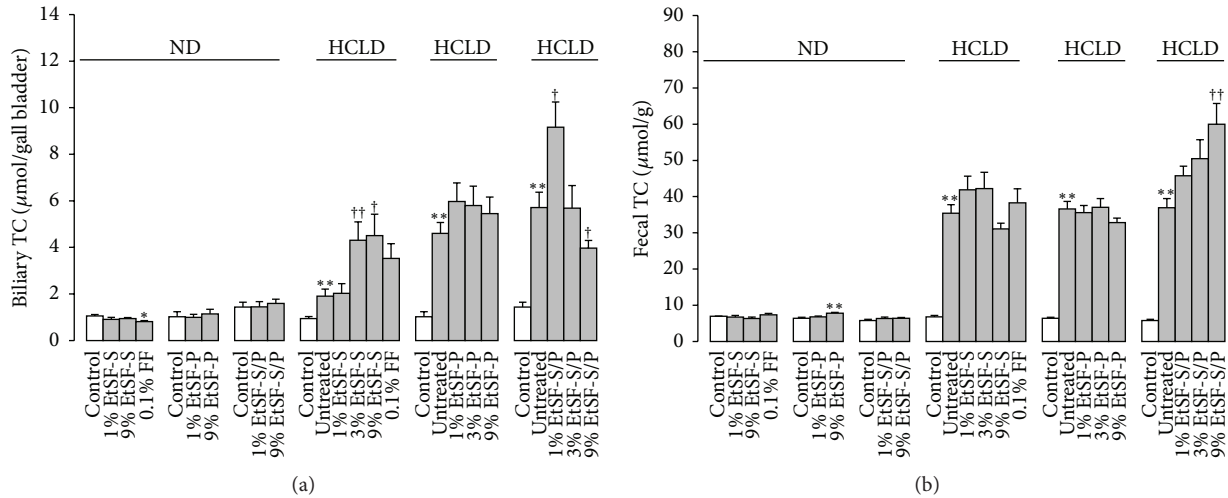 14
12
10
8
6
4
2
0
Biliary TC (μmol/gall bladder)
ND
HCLD
HCLD
HCLD
*
**
††
†
**
**
†
†
Control
1% EtSF-S
9% EtSF-S
0.1% FF
Control
1% EtSF-P
9% EtSF-P
Control
1% EtSF-S/P
9% EtSF-S/P
Control
Untreated
1% EtSF-S
3% EtSF-S
9% EtSF-S
0.1% FF
Control
Untreated
1% EtSF-P
3% EtSF-P
9% EtSF-P
Control
Untreated
1% EtSF-S/P
3% EtSF-S/P
9% EtSF-S/P
(a)
90
80
70
60
50
40
30
20
10
0
Fecal TC (μmol/g)
ND
HCLD
HCLD
HCLD
**
**
**
**
††
Control
1% EtSF-S
9% EtSF-S
0.1% FF
Control
1% EtSF-P
9% EtSF-P
Control
1% EtSF-S/P
9% EtSF-S/P
Control
Untreated
1% EtSF-S
3% EtSF-S
9% EtSF-S
0.1% FF
Control
Untreated
1% EtSF-P
3% EtSF-P
9% EtSF-P
Control
Untreated
1% EtSF-S/P
3% EtSF-S/P
9% EtSF-S/P
(b)